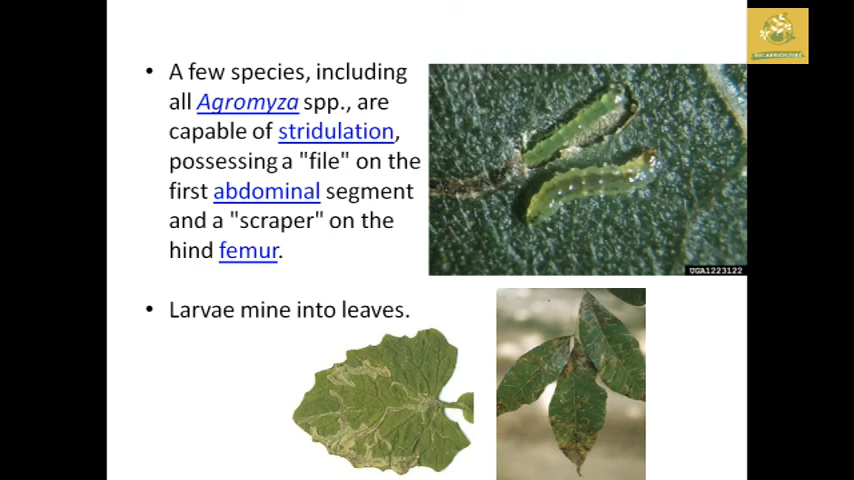 • A few species, including
all Agromyza spp., are
capable of stridulation,
possessing a "file" on the
first abdominal segment
and a "scraper" on the
hind femur.
• Larvae mine into leaves.
UGA1223122